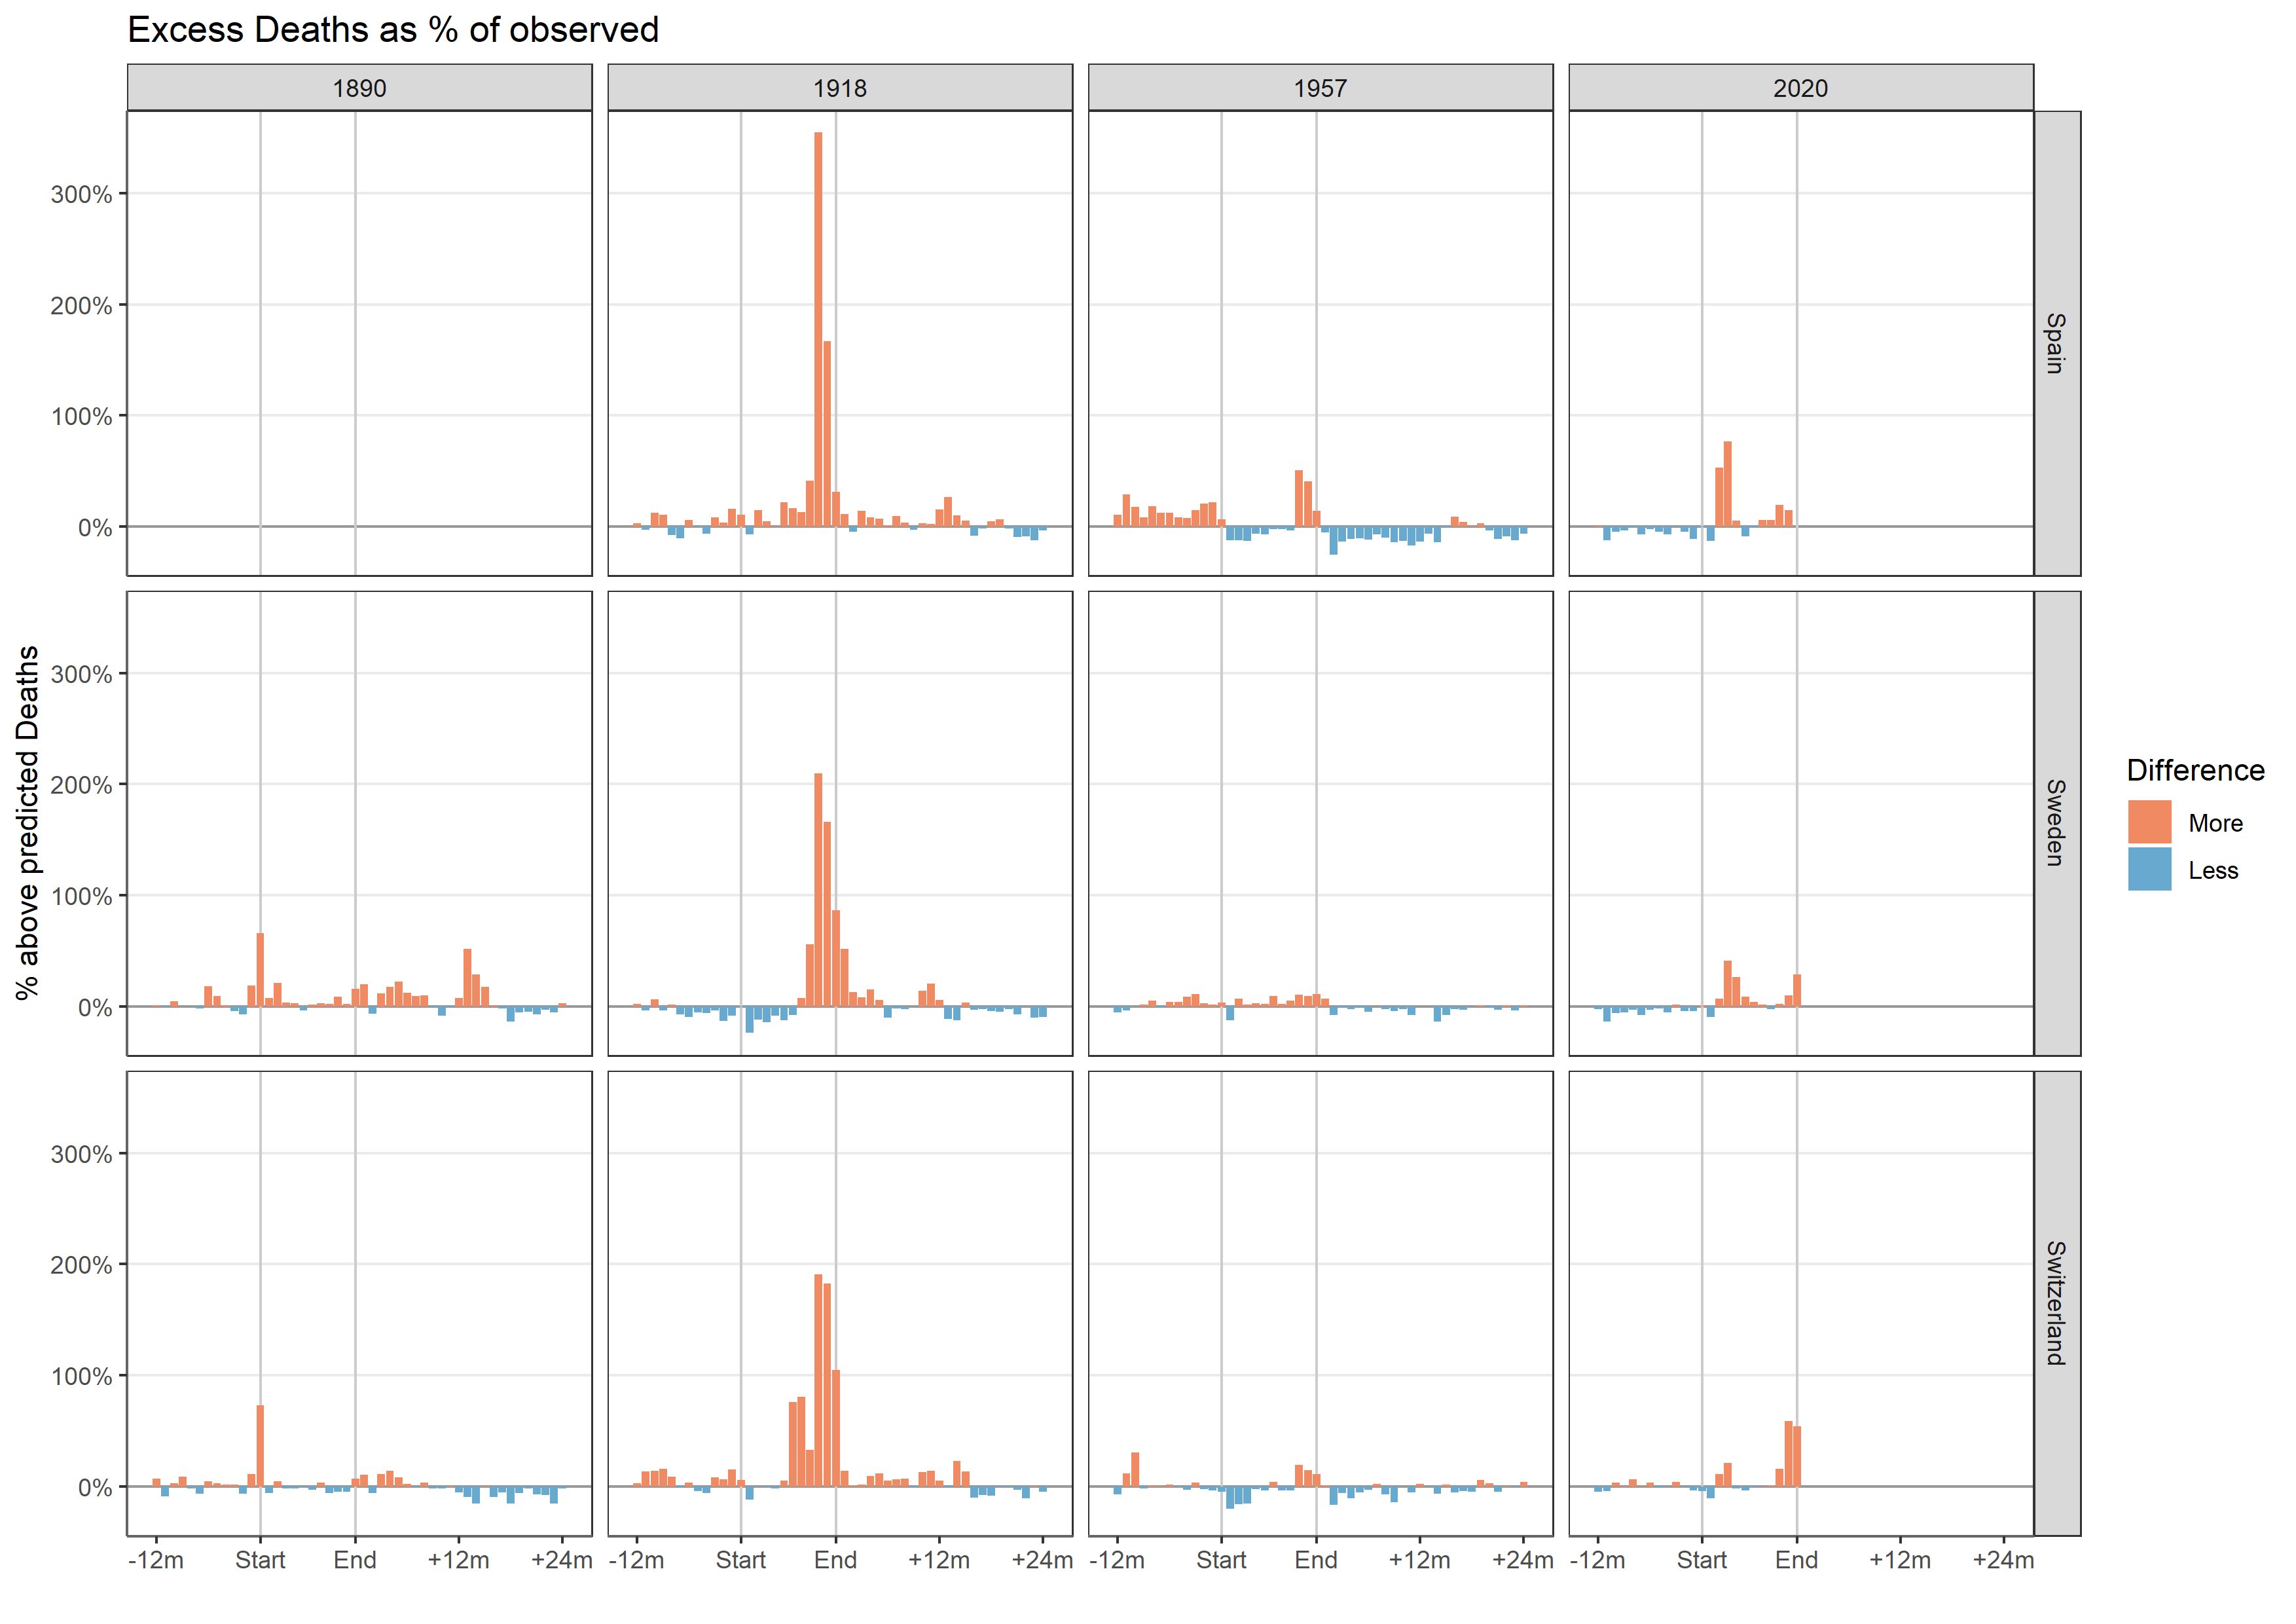 Excess Deaths as % of observed
1890 1918 1957 2020
300%
200%
100%
0%
Spain
300%
200%
100%
0%
Sweden
300%
200%
100%
0%
Switzerland
% above predicted Deaths
-12m Start End +12m +24m -12m Start End +12m +24m -12m Start End +12m +24m -12m Start End +12m +24m
Difference
More
Less